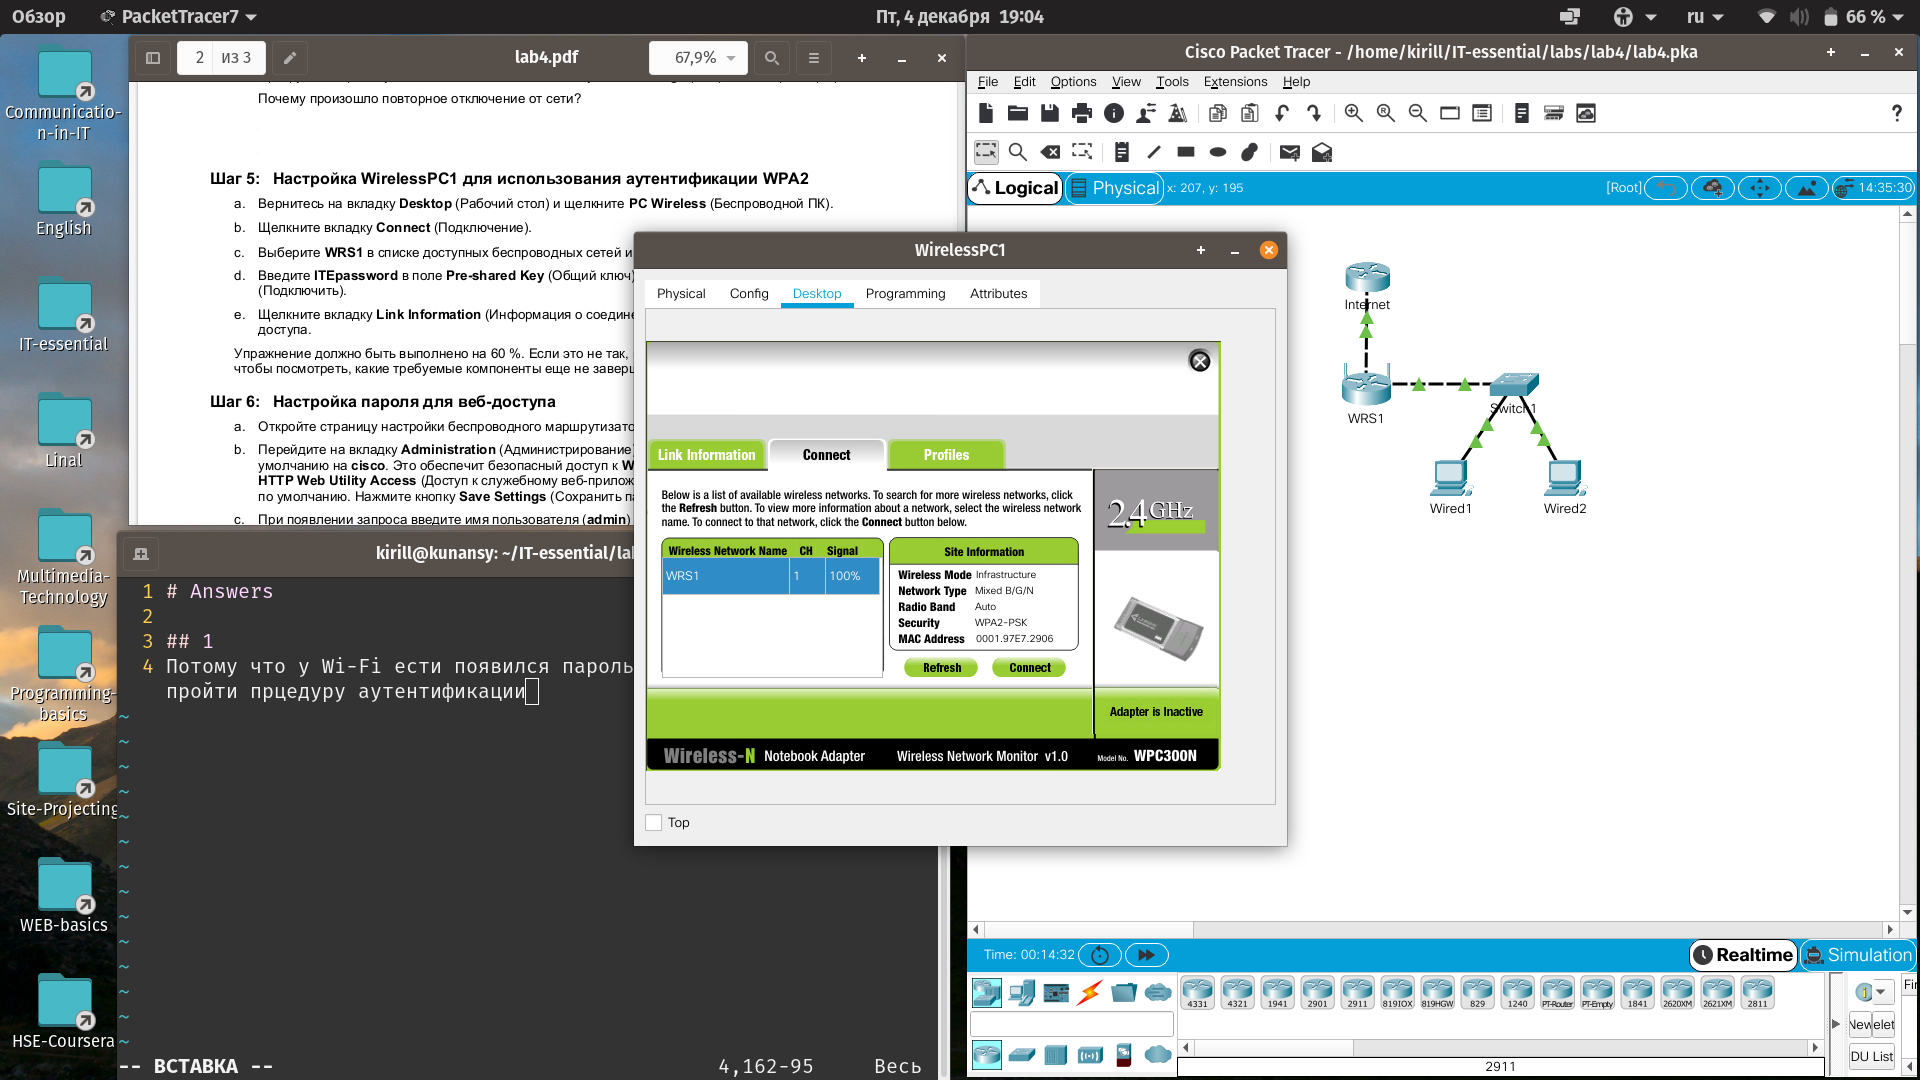 Обзор
PacketTracer7
Пт, 4 декабря 19:04
ru
66 %
Communicatio-
n-in-IT
English
IT-essential
Linal
Multimedia-
Technology
Programming-
basics
Site-Projecting
WEB-basics
HSE-Coursera
2 из 3
lab4.pdf
67,9%
Почему произошло повторное отключение от сети?
Шаг 5: Настройка WirelessPC1 для использования аутентификации WPA2
a. Вернитесь на вкладку Desktop (Рабочий стол) и щелкните PC Wireless (Беспроводной ПК).
b. Щелкните вкладку Connect (Подключение).
c. Выберите WRS1 в списке доступных беспроводных сетей и
d. Введите ITEpassword в поле Pre-shared Key (Общий ключ)
(Подключить).
e. Щелкните вкладку Link Information (Информация о соедине
доступа.
Упражнение должно быть выполнено на 60 %. Если это не так,
чтобы посмотреть, какие требуемые компоненты еще не завер
Шаг 6: Настройка пароля для веб-доступа
a. Откройте страницу настройки беспроводного маршрутизато
b. Перейдите на вкладку Administration (Администрирование)
умолчанию на cisco. Это обеспечит безопасный доступ к W
HTTP Web Utility Access (Доступ к служебному веб-прилож
по умолчанию. Нажмите кнопку Save Settings (Сохранить па
c. При появлении запроса введите имя пользователя (admin)
kirill@kunansy: ~/IT-essential/la
1 # Answers
2
3 ## 1
4 Потому что у Wi-Fi ести появился пароль
пройти прцедуру аутентификации
~
~
~
~
~
~
~
~
~
~
~
~
~
~
-- ВСТАВКА --
4,162-95
Весь
WirelessPC1
Physical
Config
Desktop
Programming
Attributes
Link Information
Connect
Profiles
Below is a list of available wireless networks. To search for more wireless networks, click
the Refresh button. To view more information about a network, select the wireless network
name. To connect to that network, click the Connect button below.
2.4GHz
Wireless Network Name CH Signal
WRS1 1 100%
Site Information
Wireless Mode Infrastructure
Network Type Mixed B/G/N
Radio Band Auto
Security WPA2-PSK
MAC Address 0001.97E7.2906
Refresh
Connect
Adapter is Inactive
Wireless-N Notebook Adapter
Wireless Network Monitor v1.0
Model No. WPC300N
Top
Cisco Packet Tracer - /home/kirill/IT-essential/labs/lab4/lab4.pka
File Edit Options View Tools Extensions Help
?
Logical
Physical
x: 207, y: 195
[Root]
14:35:30
Internet
WRS1
Switch1
Wired1
Wired2
Time: 00:14:32
Realtime
Simulation
4331 4321 1941 2901 2911 819IOX 819HGW 829 1240 PT-Router PT-Empty 1841 2620XM 2621XM 2811
Fir
New
elet
DU List
2911